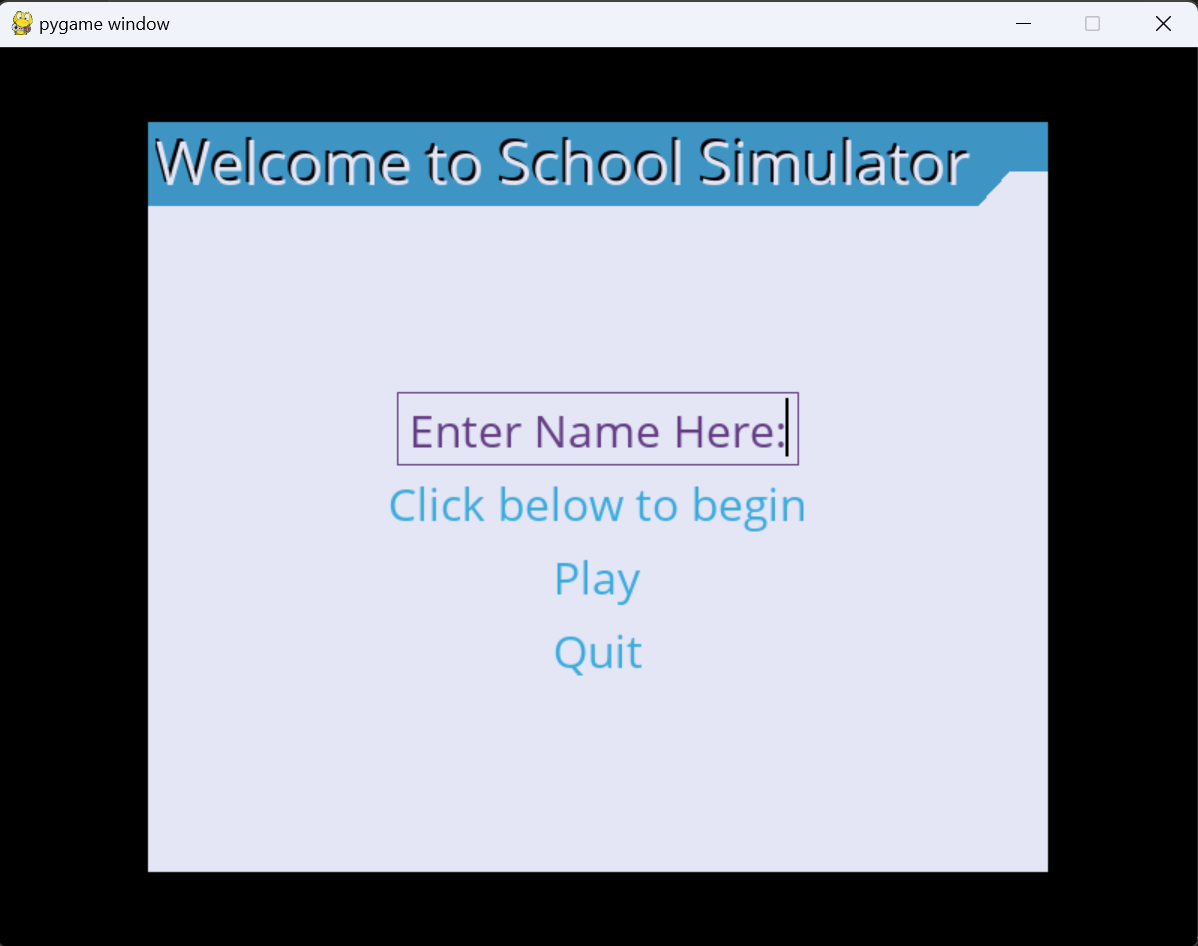 pygame window
Welcome to School Simulator
Enter Name Here:
Click below to begin
Play
Quit